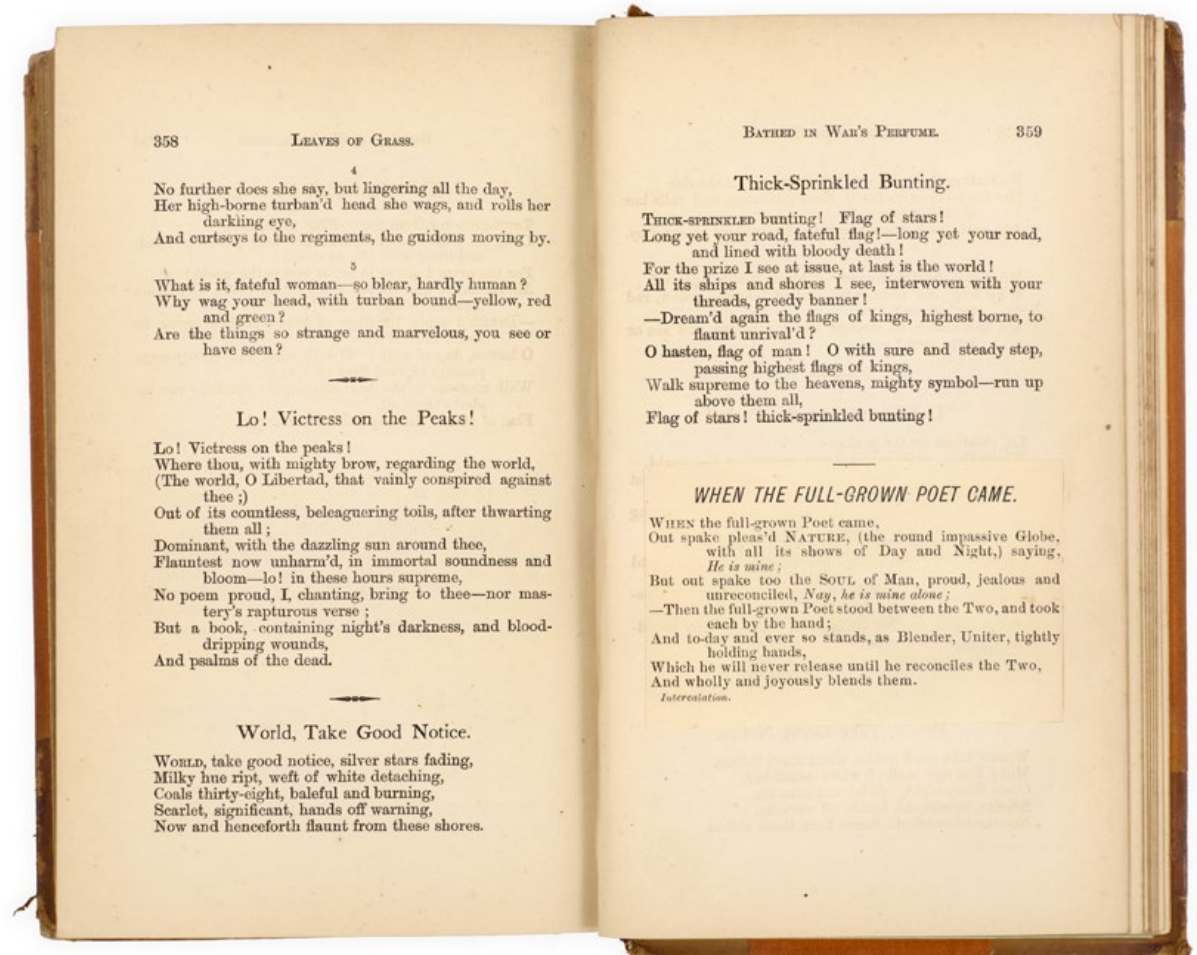 358 LEAVES OF GRASS.
4
No further does she say, but lingering all the day,
Her high-borne turban'd head she wags, and rolls her
darkling eye,
And curtseys to the regiments, the guidons moving by.
5
What is it, fateful woman—so blear, hardly human?
Why wag your head, with turban bound—yellow, red
and green?
Are the things so strange and marvelous, you see or
have seen?
Lo! Victress on the Peaks!
Lo! Victress on the peaks!
Where thou, with mighty brow, regarding the world,
(The world, O Libertad, that vainly conspired against
thee;)
Out of its countless, beleaguering toils, after thwarting
them all;
Dominant, with the dazzling sun around thee,
Flauntest now unharm'd, in immortal soundness and
bloom—lo! in these hours supreme,
No poem proud, I, chanting, bring to thee—nor mas-
tery's rapturous verse;
But a book, containing night's darkness, and blood-
dripping wounds,
And psalms of the dead.
World, Take Good Notice.
WORLD, take good notice, silver stars fading,
Milky hue ript, weft of white detaching,
Coals thirty-eight, baleful and burning,
Scarlet, significant, hands off warning,
Now and henceforth flaunt from these shores.
BATHED IN WAR'S PERFUME. 359
Thick-Sprinkled Bunting.
THICK-SPRINKLED bunting! Flag of stars!
Long yet your road, fateful flag!—long yet your road,
and lined with bloody death!
For the prize I see at issue, at last is the world!
All its ships and shores I see, interwoven with your
threads, greedy banner!
—Dream'd again the flags of kings, highest borne, to
flaunt unrival'd?
O hasten, flag of man! O with sure and steady step,
passing highest flags of kings,
Walk supreme to the heavens, mighty symbol—run up
above them all,
Flag of stars! thick-sprinkled bunting!
WHEN THE FULL-GROWN POET CAME.
WHEN the full-grown Poet came,
Out spake pleas'd NATURE, (the round impassive Globe,
with all its shows of Day and Night,) saying,
He is mine;
But out spake too the SOUL of Man, proud, jealous and
unreconciled, Nay, he is mine alone;
—Then the full-grown Poet stood between the Two, and took
each by the hand;
And to-day and ever so stands, as Blender, Uniter, tightly
holding hands,
Which he will never release until he reconciles the Two,
And wholly and joyously blends them.
Intercalation.